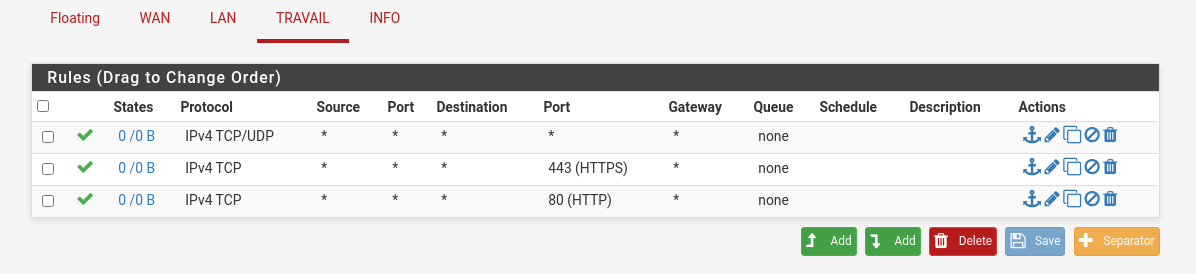 Floating WAN LAN TRAVAIL INFO
Rules (Drag to Change Order)
States Protocol Source Port Destination Port Gateway Queue Schedule Description Actions
0 /0 B IPv4 TCP/UDP * * * * * none
0 /0 B IPv4 TCP * * * 443 (HTTPS) * none
0 /0 B IPv4 TCP * * * 80 (HTTP) * none
Add Add Delete Save Separator